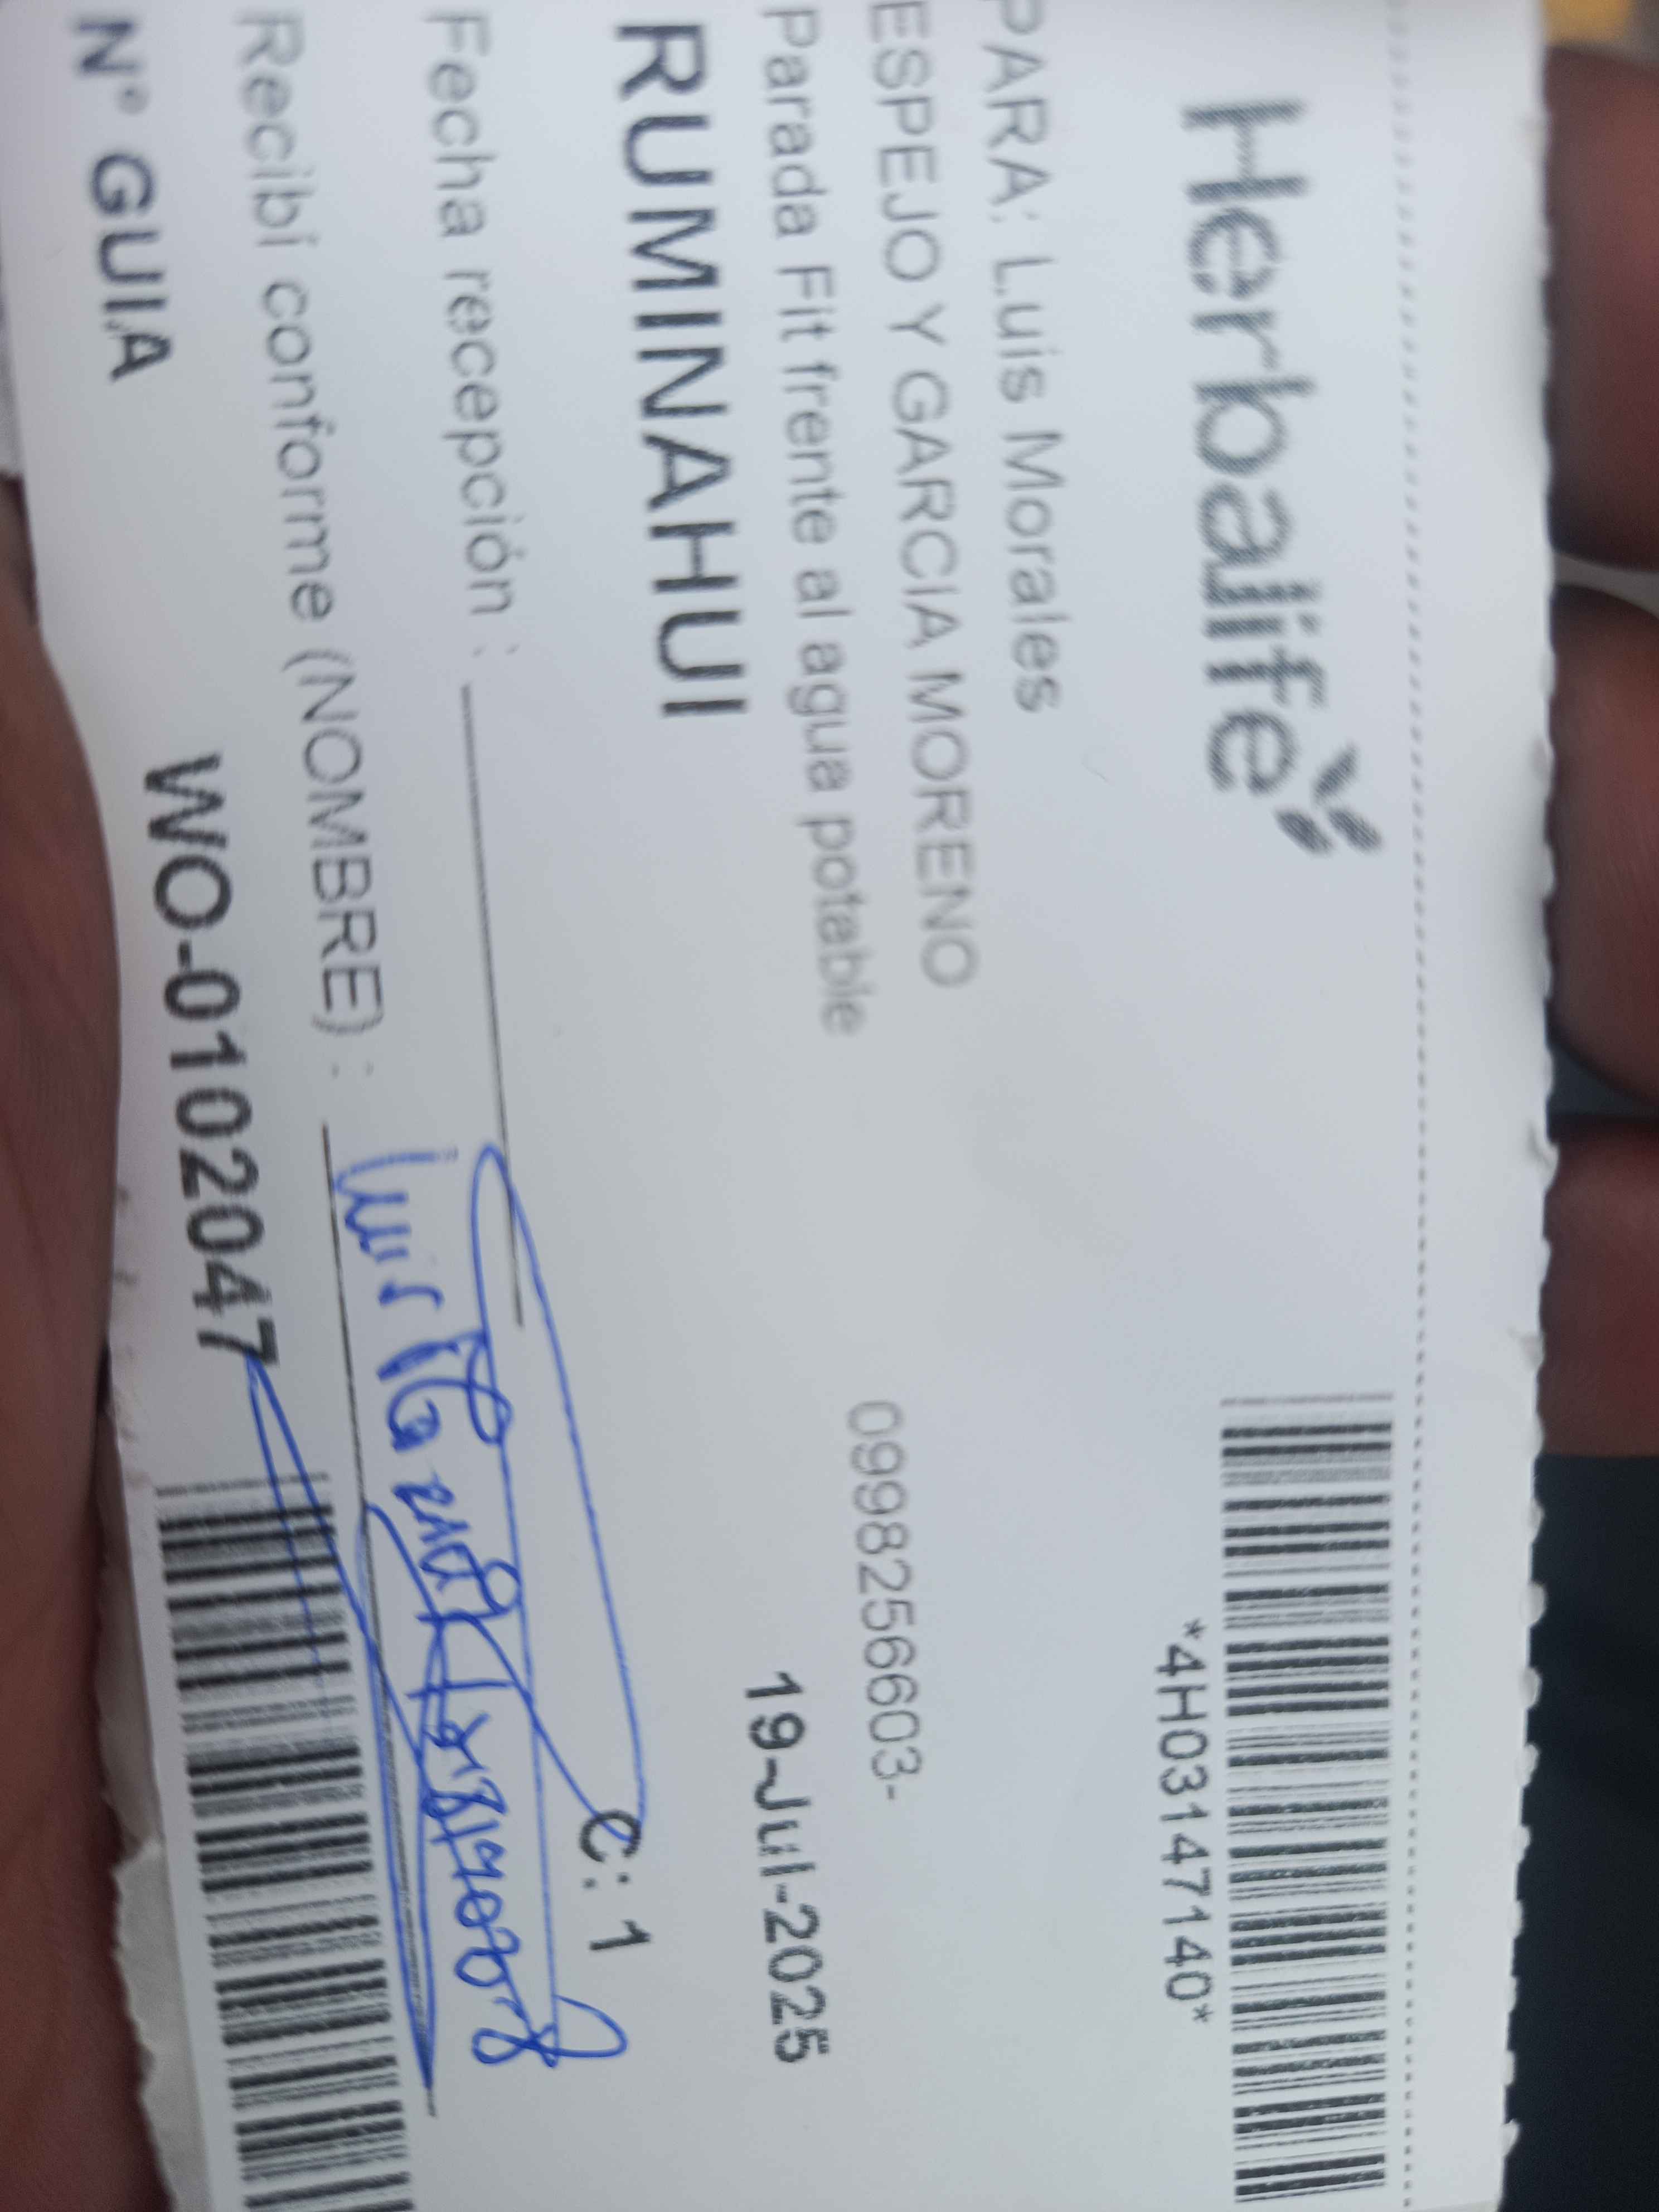 Herbalife
*4H03147140*
PARA: Luis Morales
ESPEJO Y GARCIA MORENO
0998256603-
Parada Fit frente al agua potable
19-Jul-2025
RUMINAHUI
C: 1
Fecha recepción :
Recibí conforme (NOMBRE) : Luis
N° GUIA WO-0102047